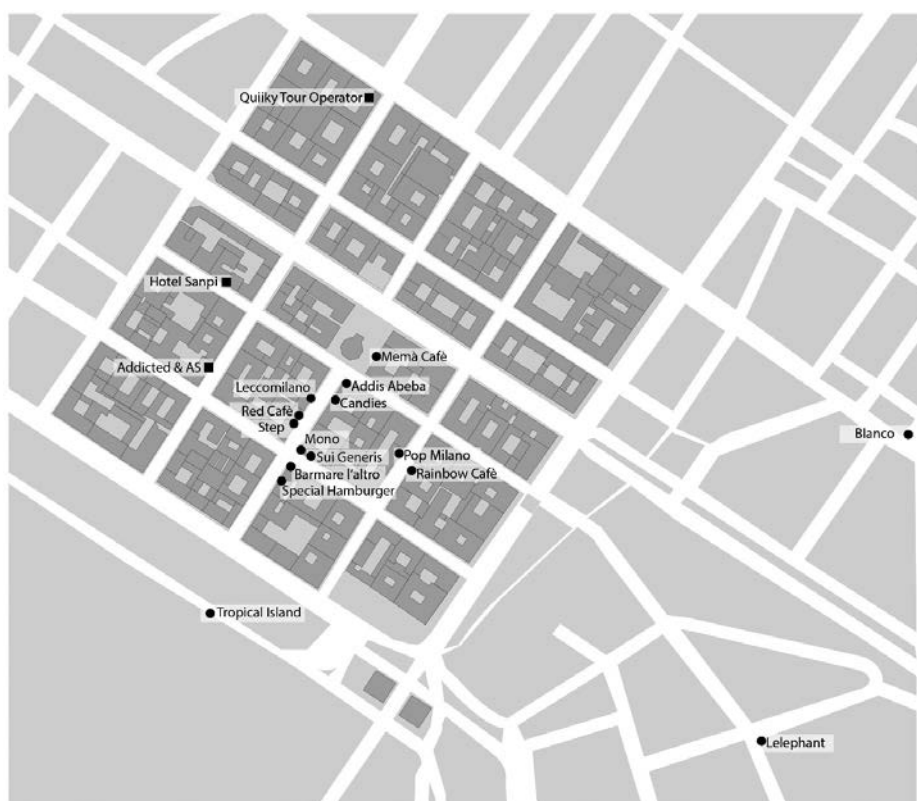 Quiiky Tour Operator
Hotel Sanpi
Memà Cafè
Addicted & AS
Addis Abeba
Leccomilano
Candies
Red Cafè
Step
Blanco
Mono
Sui Generis
Pop Milano
Barmare l'altro
Rainbow Cafè
Special Hamburger
Tropical Island
Lelephant